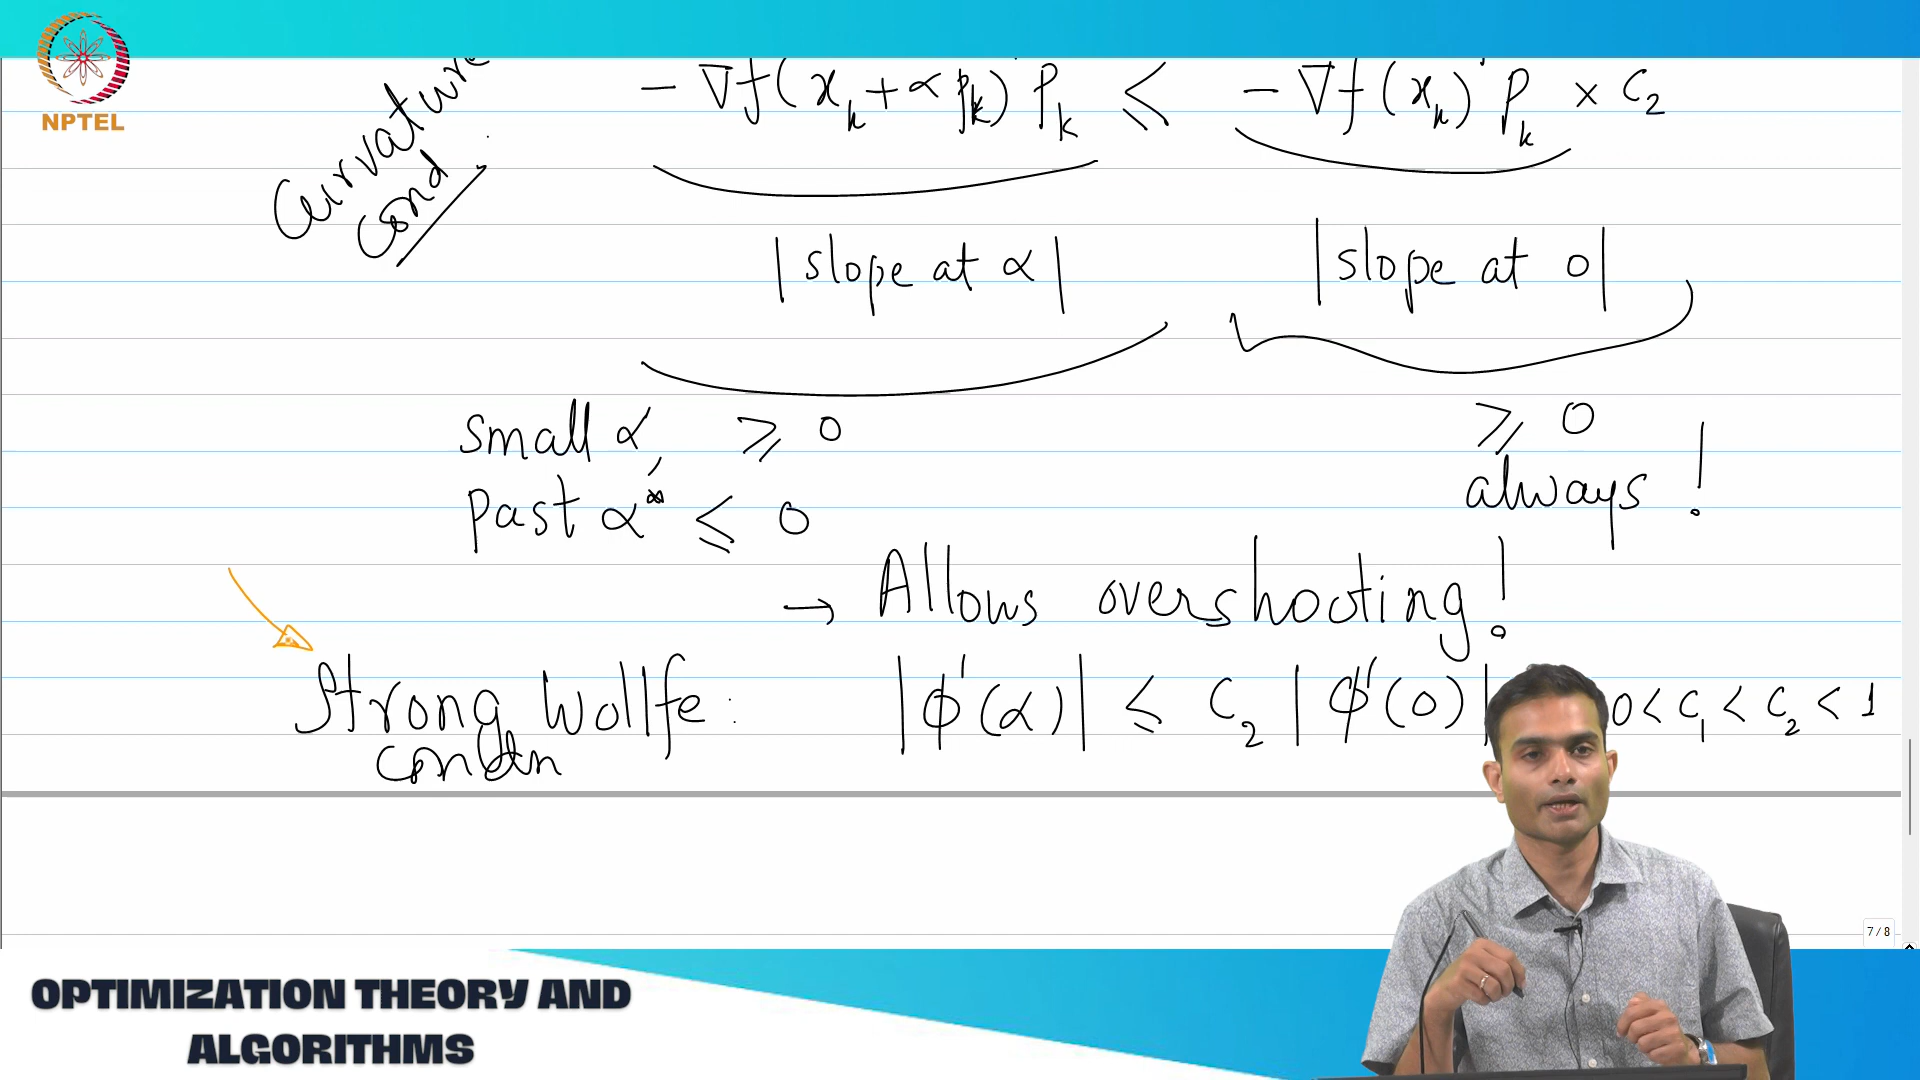 NPTEL
Curvature
Cond.
- ∇f(x_k + α p_k)ᵀ p_k ≤ - ∇f(x_k)ᵀ p_k × C_2
|slope at α| |slope at 0|
small α, ≥ 0 ≥ 0
always!
Past α* ≤ 0
→ Allows overshooting!
Strong Wollfe: |ϕ'(α)| ≤ C_2 |ϕ'(0)| 0 < C_1 < C_2 < 1
condn
7 / 8
OPTIMIZATION THEORY AND
ALGORITHMS